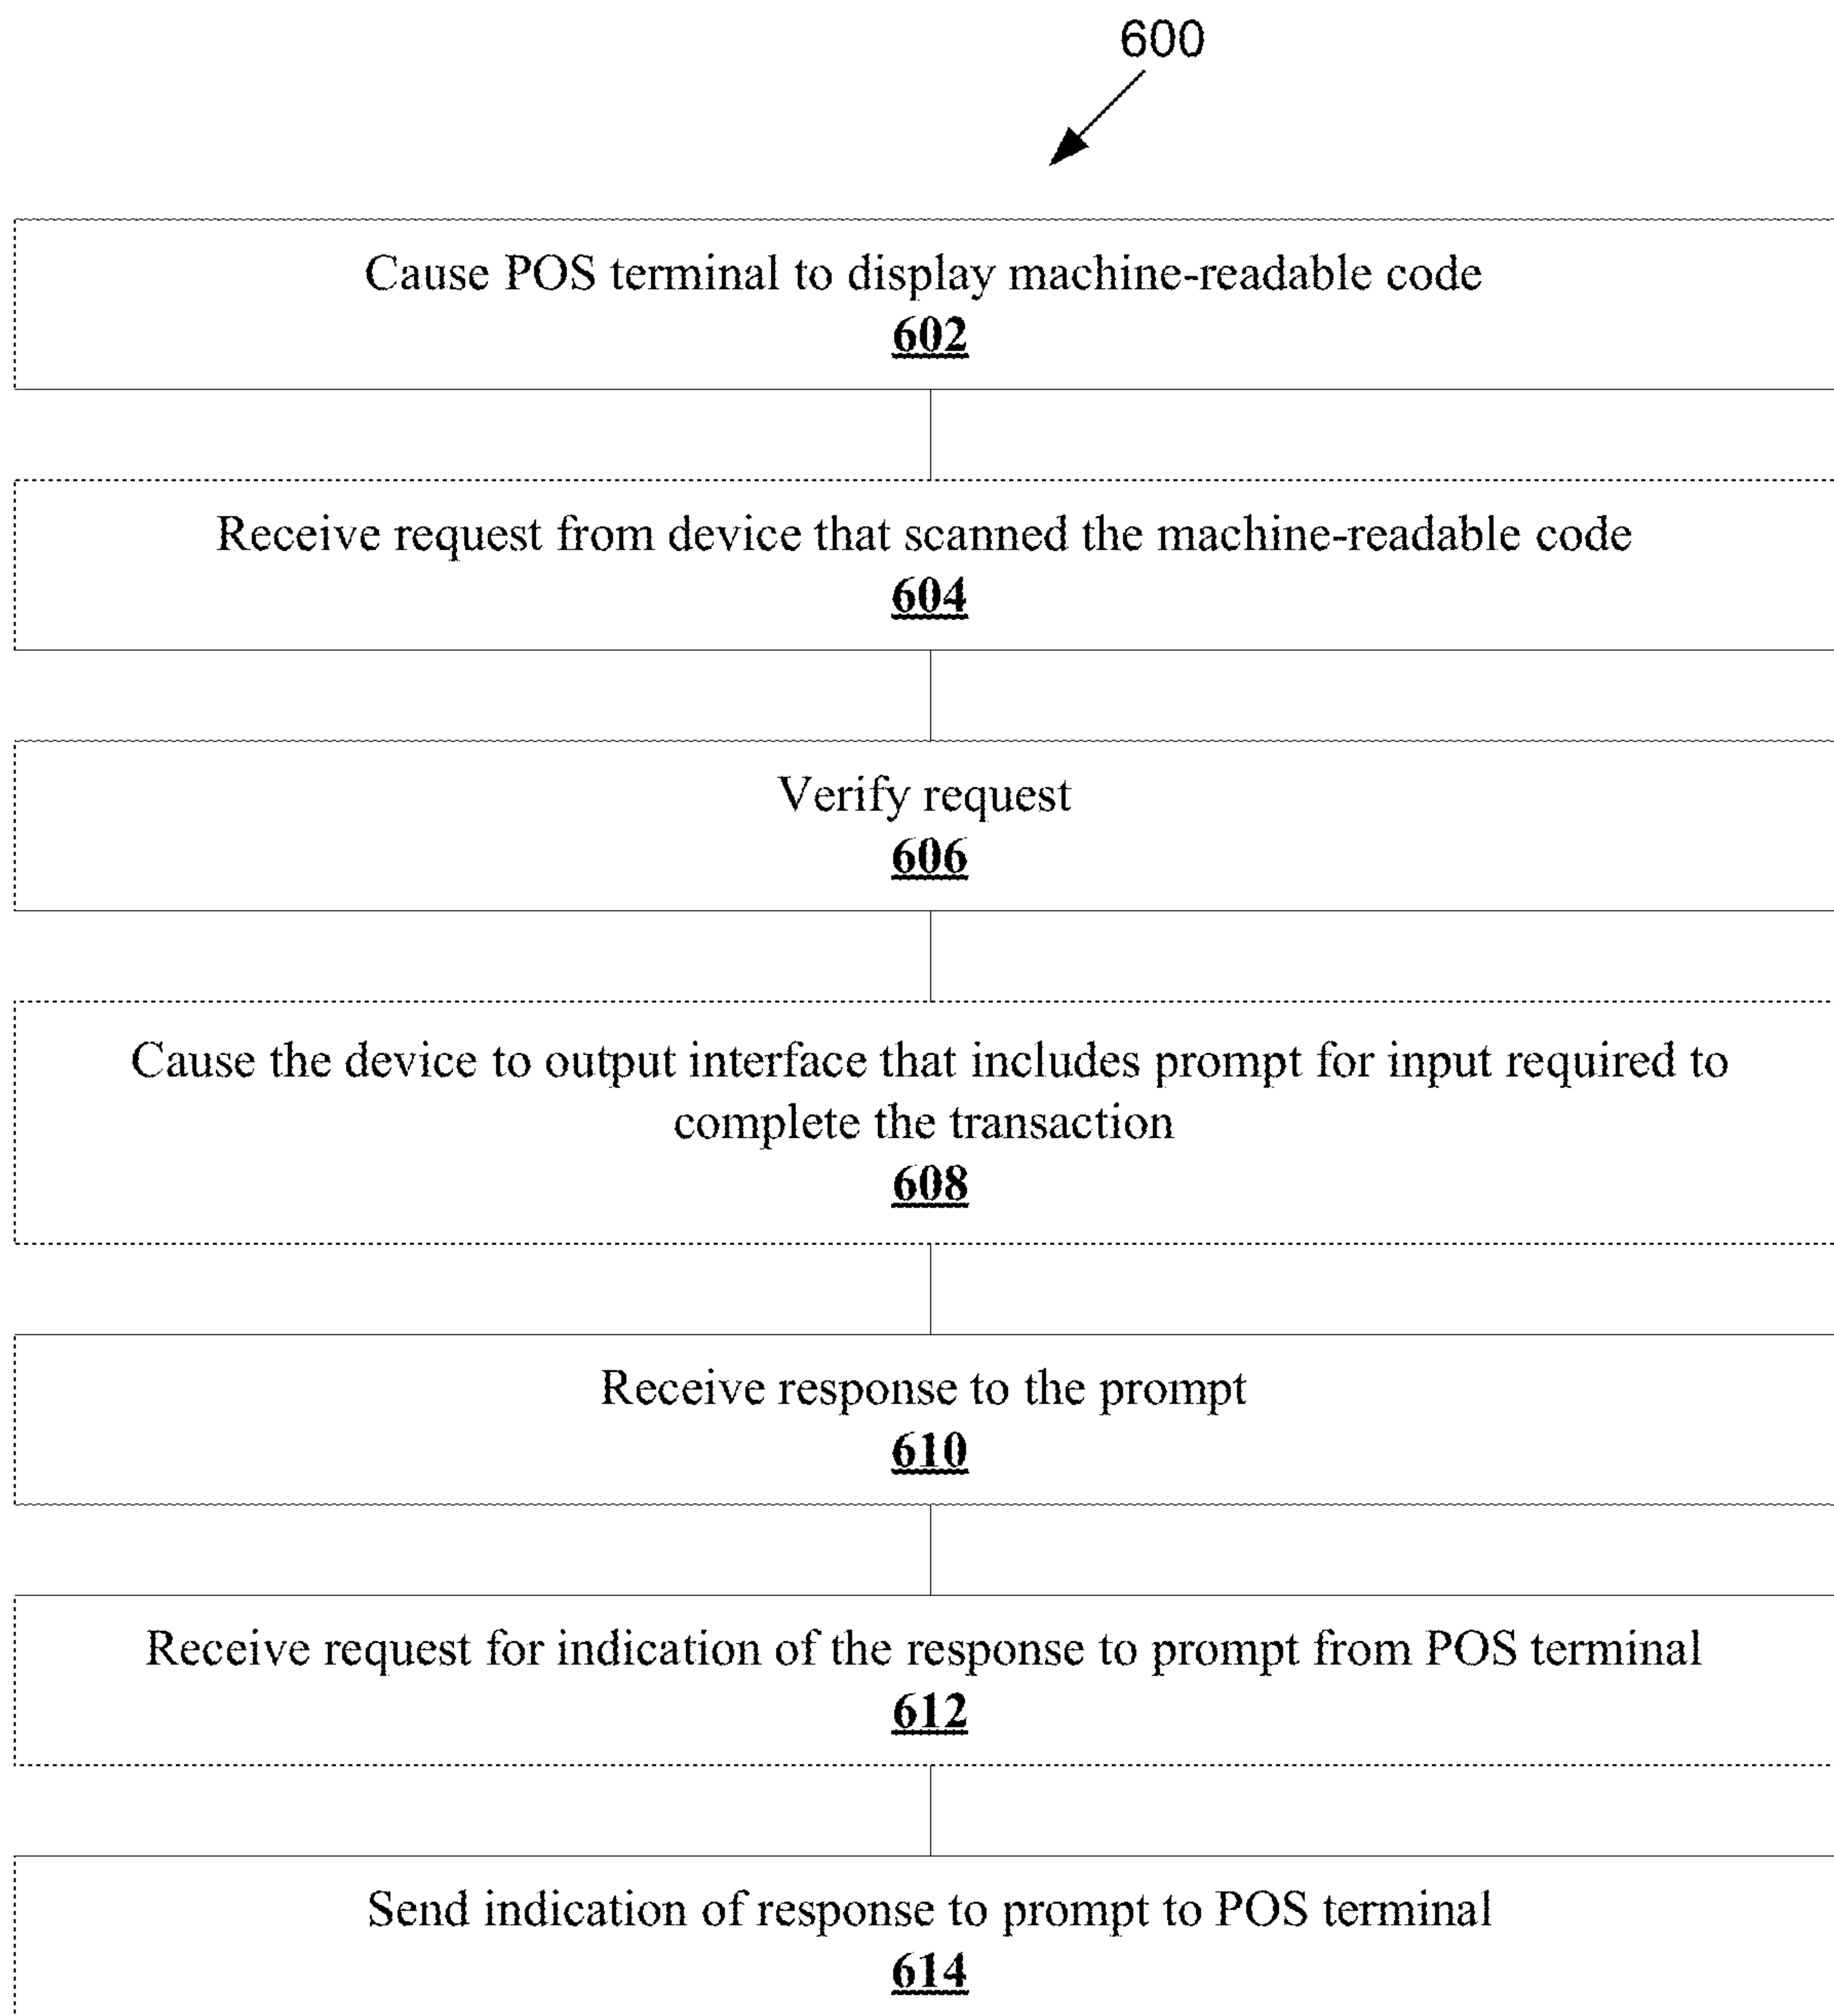 600
Cause POS terminal to display machine-readable code
602
Receive request from device that scanned the machine-readable code
604
Verify request
606
Cause the device to output interface that includes prompt for input required to
complete the transaction
608
Receive response to the prompt
610
Receive request for indication of the response to prompt from POS terminal
612
Send indication of response to prompt to POS terminal
614